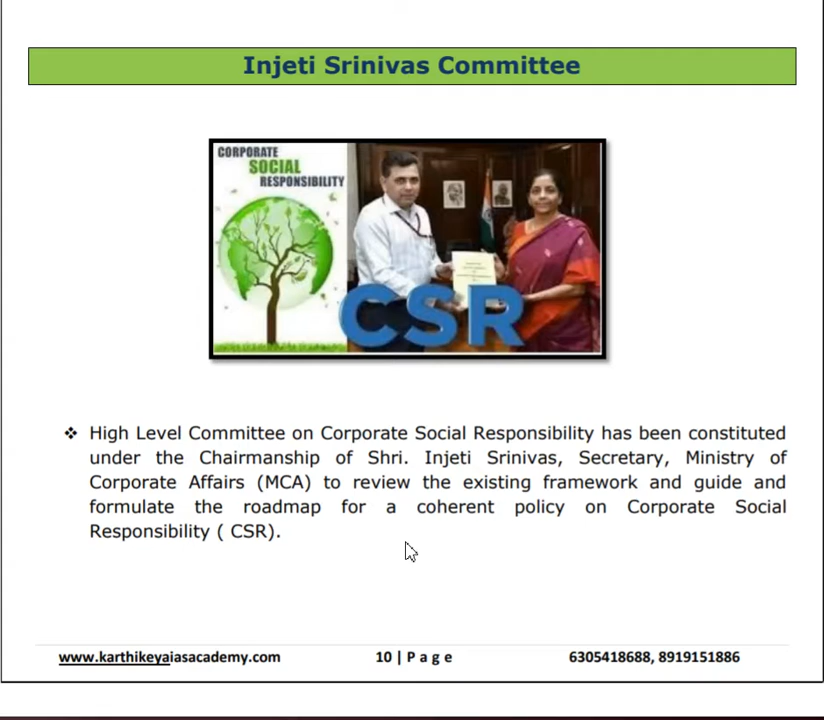 Injeti Srinivas Committee
CORPORATE
SOCIAL
RESPONSIBILITY
CSR
❖ High Level Committee on Corporate Social Responsibility has been constituted
under the Chairmanship of Shri. Injeti Srinivas, Secretary, Ministry of
Corporate Affairs (MCA) to review the existing framework and guide and
formulate the roadmap for a coherent policy on Corporate Social
Responsibility ( CSR).
www.karthikeyaiasacademy.com 10 | P a g e 6305418688, 8919151886